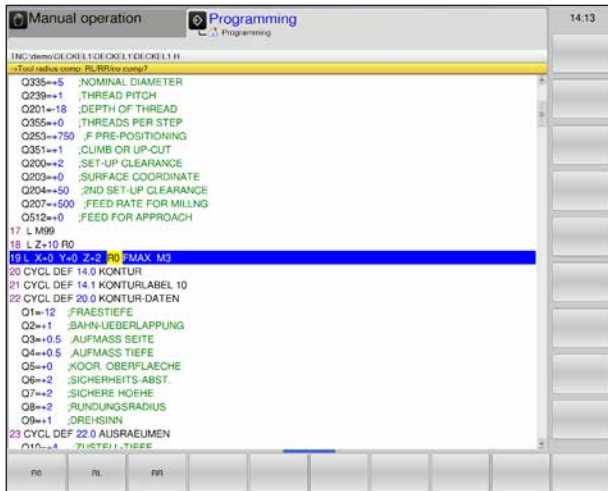 Manual operation
Programming
Programming
14:13
TNC:\demo\DECKEL1\DECKEL1\DECKEL1.H
→Tool radius comp. RL/RR/no comp?
Q335=+5 ;NOMINAL DIAMETER
Q239=+1 ;THREAD PITCH
Q201=-18 ;DEPTH OF THREAD
Q355=+0 ;THREADS PER STEP
Q253=+750 ;F PRE-POSITIONING
Q351=+1 ;CLIMB OR UP-CUT
Q200=+2 ;SET-UP CLEARANCE
Q203=+0 ;SURFACE COORDINATE
Q204=+50 ;2ND SET-UP CLEARANCE
Q207=+500 ;FEED RATE FOR MILLNG
Q512=+0 ;FEED FOR APPROACH
17 L M99
18 L Z+10 R0
19 L X+0 Y+0 Z+2 R0 FMAX M3
20 CYCL DEF 14.0 KONTUR
21 CYCL DEF 14.1 KONTURLABEL 10
22 CYCL DEF 20.0 KONTUR-DATEN
Q1=-12 ;FRAESTIEFE
Q2=+1 ;BAHN-UEBERLAPPUNG
Q3=+0.5 ;AUFMASS SEITE
Q4=+0.5 ;AUFMASS TIEFE
Q5=+0 ;KOOR. OBERFLAECHE
Q6=+2 ;SICHERHEITS-ABST.
Q7=+2 ;SICHERE HOEHE
Q8=+2 ;RUNDUNGSRADIUS
Q9=+1 ;DREHSINN
23 CYCL DEF 22.0 AUSRAEUMEN
Q10=+4 ;ZUSTELL-TIEFE
R0 RL RR